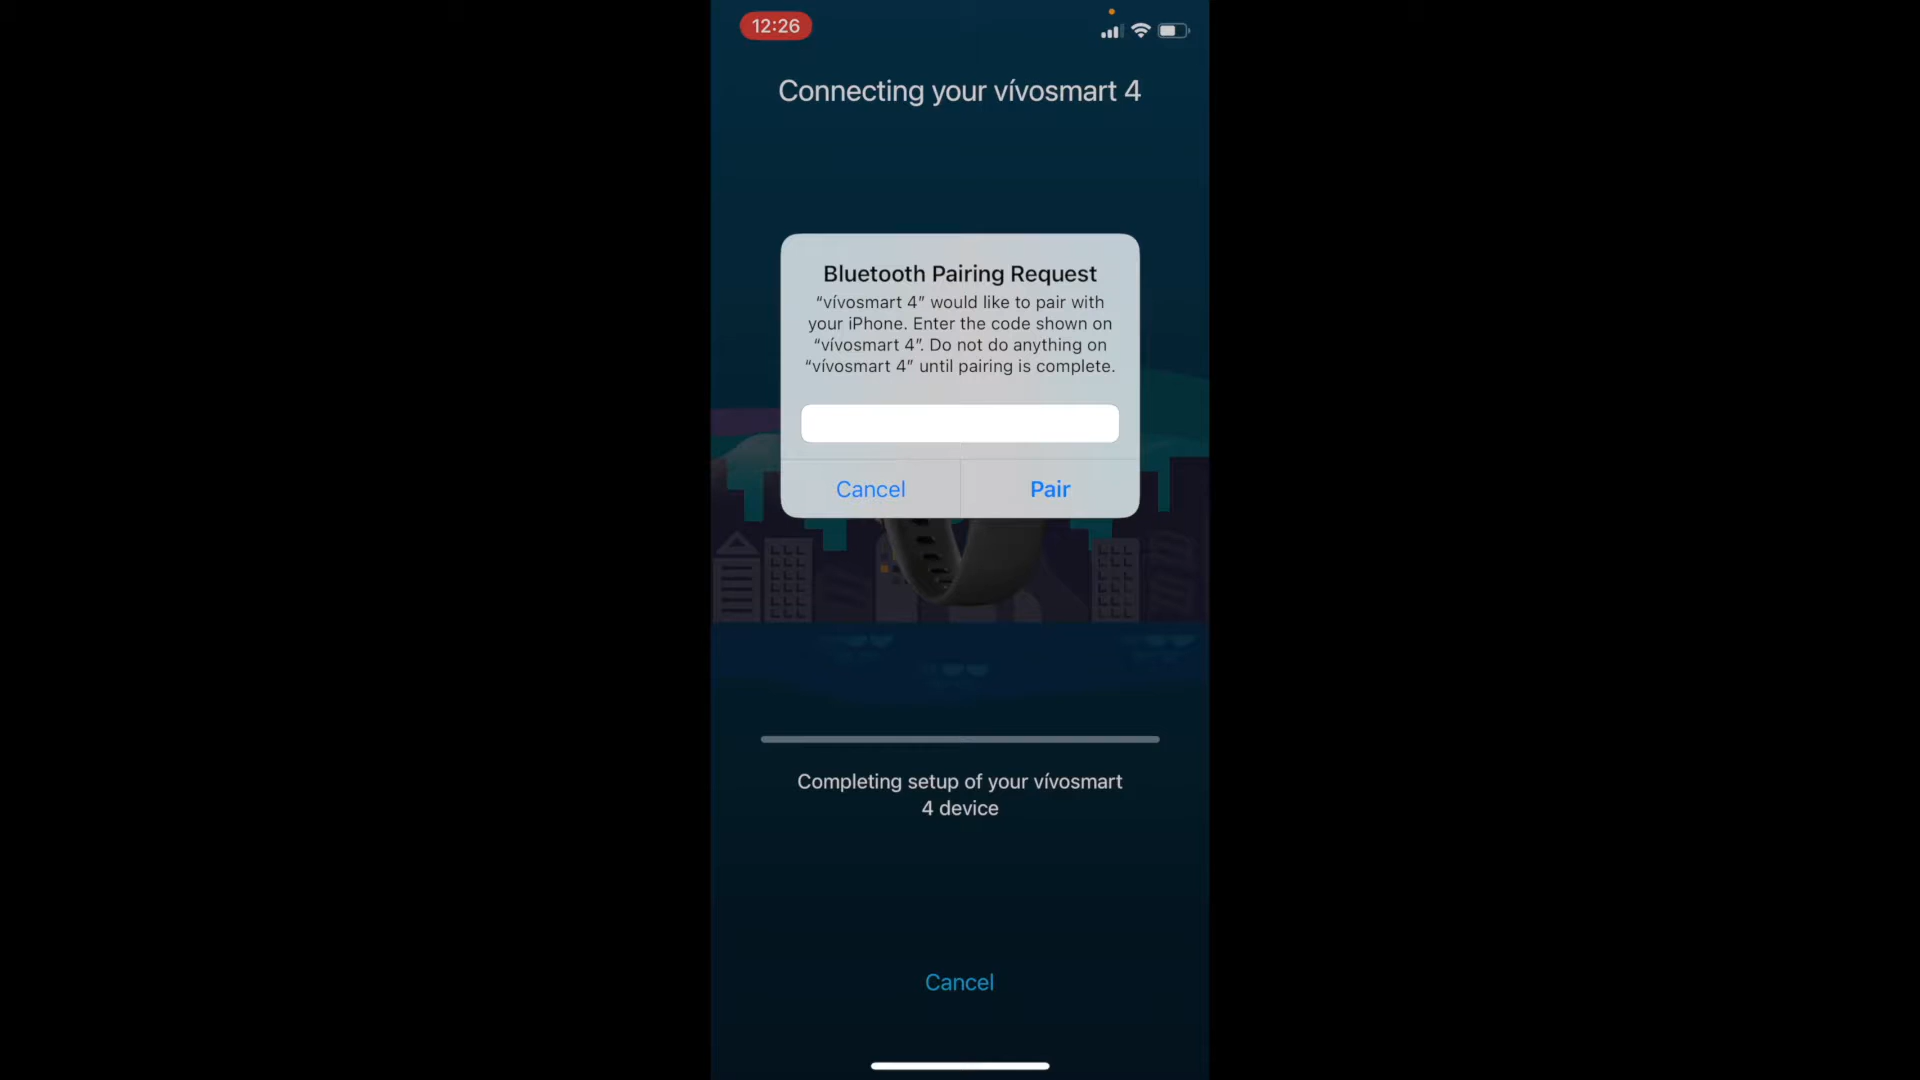 12:26
Connecting your vívosmart 4
Bluetooth Pairing Request
“vívosmart 4” would like to pair with
your iPhone. Enter the code shown on
“vívosmart 4”. Do not do anything on
“vívosmart 4” until pairing is complete.
Cancel Pair
Completing setup of your vívosmart
4 device
Cancel